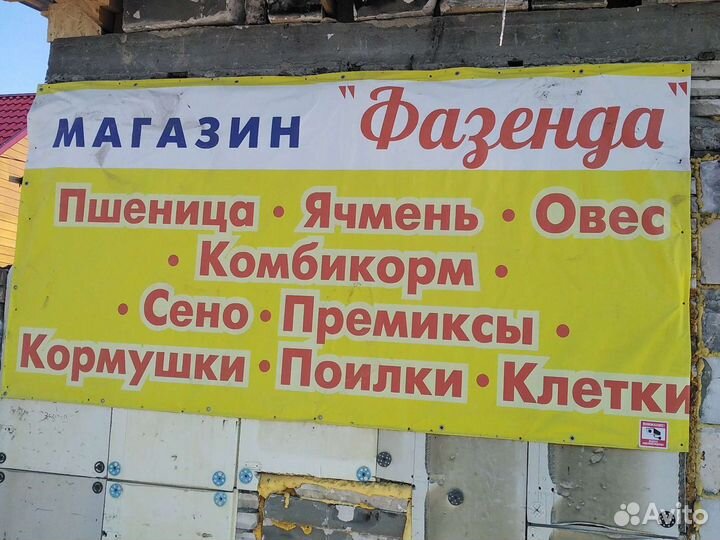 МАГАЗИН "Фазенда"
Пшеница • Ячмень • Овес
• Комбикорм •
• Сено • Премиксы •
Кормушки • Поилки • Клетки
Avito